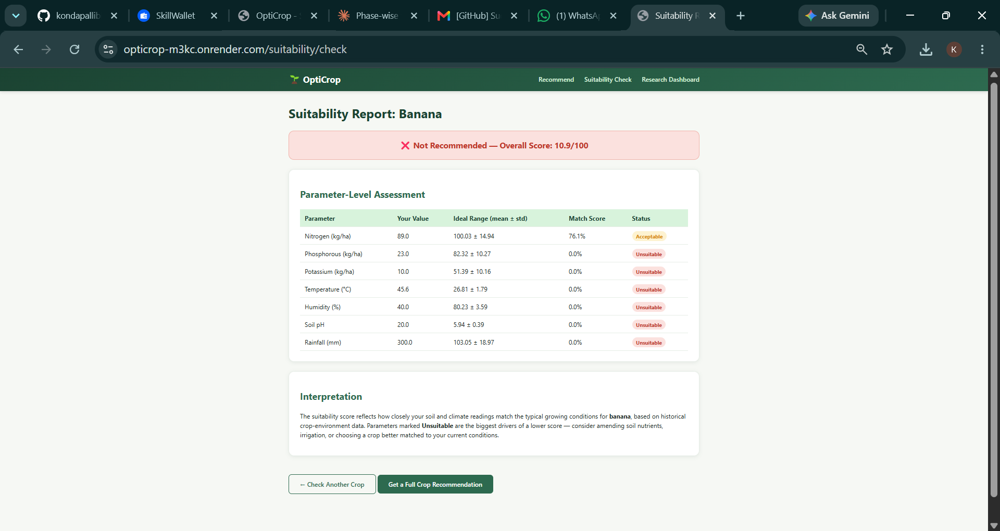 kondapallib
SkillWallet
OptiCrop -
Phase-wise
[GitHub] Su
(1) WhatsA
Suitability R
Ask Gemini
opticrop-m3kc.onrender.com/suitability/check
K
OptiCrop
Recommend Suitability Check Research Dashboard
Suitability Report: Banana
❌ Not Recommended — Overall Score: 10.9/100
Parameter-Level Assessment
Parameter Your Value Ideal Range (mean ± std) Match Score Status
Nitrogen (kg/ha) 89.0 100.03 ± 14.94 76.1% Acceptable
Phosphorous (kg/ha) 23.0 82.32 ± 10.27 0.0% Unsuitable
Potassium (kg/ha) 10.0 51.39 ± 10.16 0.0% Unsuitable
Temperature (°C) 45.6 26.81 ± 1.79 0.0% Unsuitable
Humidity (%) 40.0 80.23 ± 3.59 0.0% Unsuitable
Soil pH 20.0 5.94 ± 0.39 0.0% Unsuitable
Rainfall (mm) 300.0 103.05 ± 18.97 0.0% Unsuitable
Interpretation
The suitability score reflects how closely your soil and climate readings match the typical growing conditions for banana, based on historical
crop-environment data. Parameters marked Unsuitable are the biggest drivers of a lower score — consider amending soil nutrients,
irrigation, or choosing a crop better matched to your current conditions.
← Check Another Crop Get a Full Crop Recommendation